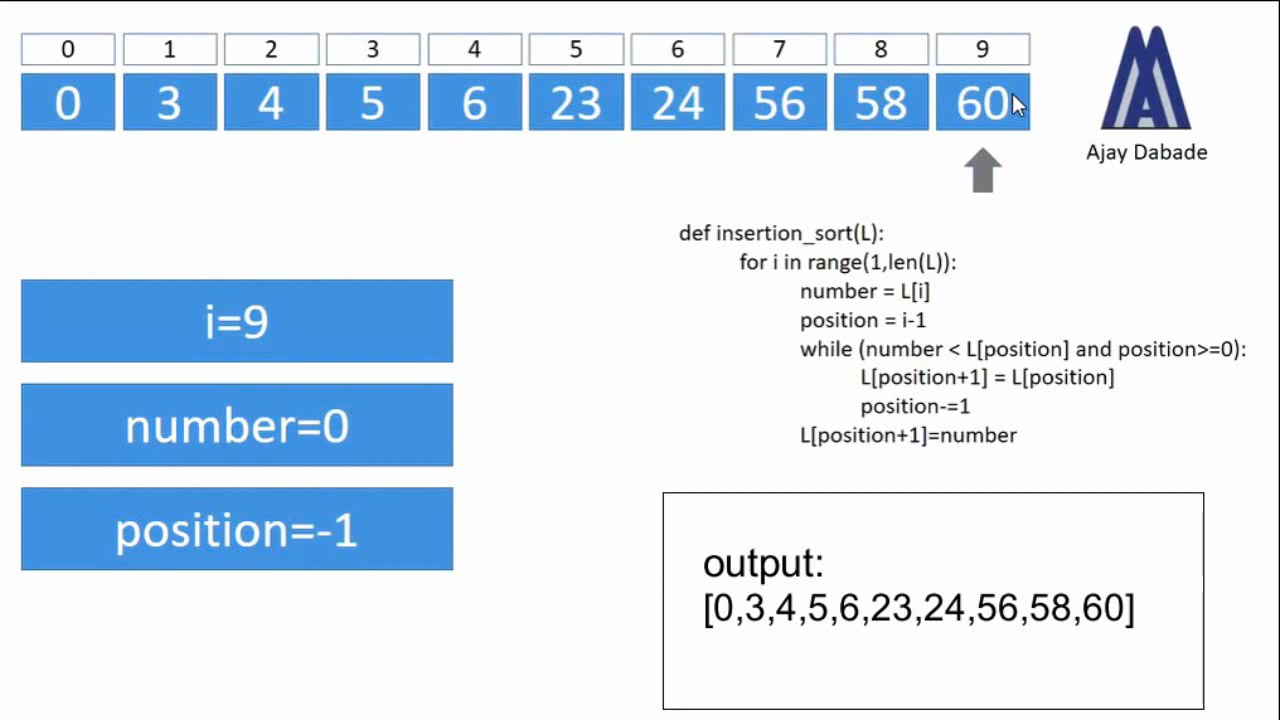 0 1 2 3 4 5 6 7 8 9
0 3 4 5 6 23 24 56 58 60
Ajay Dabade
def insertion_sort(L):
for i in range(1,len(L)):
number = L[i]
position = i-1
while (number < L[position] and position>=0):
L[position+1] = L[position]
position-=1
L[position+1]=number
i=9
number=0
position=-1
output:
[0,3,4,5,6,23,24,56,58,60]